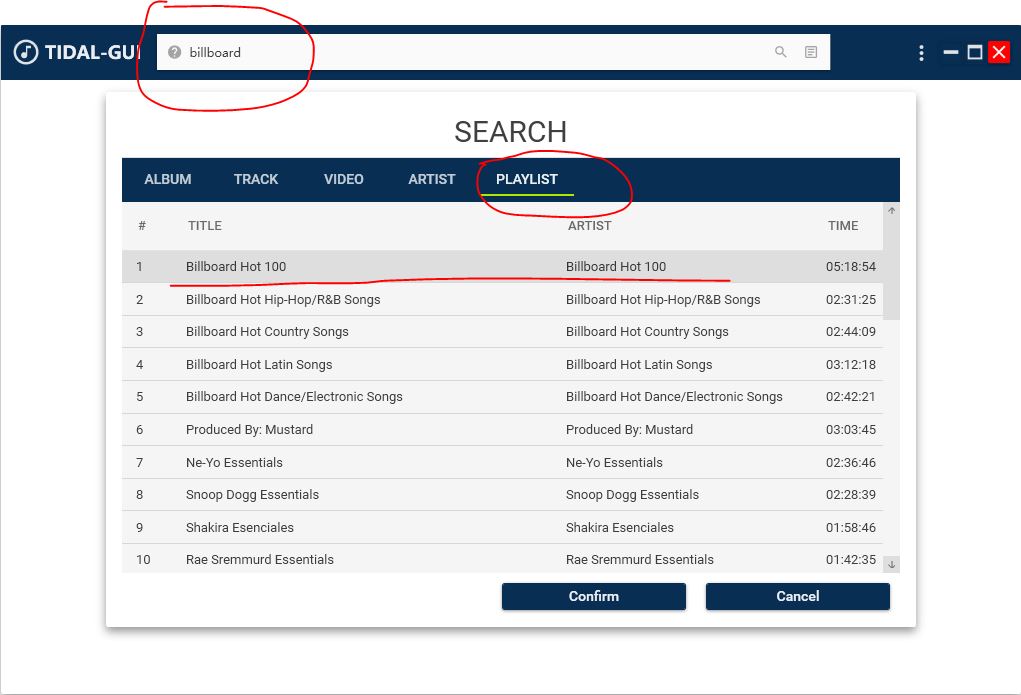 TIDAL-GUI billboard
SEARCH
ALBUM TRACK VIDEO ARTIST PLAYLIST
# TITLE ARTIST TIME
1 Billboard Hot 100 Billboard Hot 100 05:18:54
2 Billboard Hot Hip-Hop/R&B Songs Billboard Hot Hip-Hop/R&B Songs 02:31:25
3 Billboard Hot Country Songs Billboard Hot Country Songs 02:44:09
4 Billboard Hot Latin Songs Billboard Hot Latin Songs 03:12:18
5 Billboard Hot Dance/Electronic Songs Billboard Hot Dance/Electronic Songs 02:42:21
6 Produced By: Mustard Produced By: Mustard 03:03:45
7 Ne-Yo Essentials Ne-Yo Essentials 02:36:46
8 Snoop Dogg Essentials Snoop Dogg Essentials 02:28:39
9 Shakira Esenciales Shakira Esenciales 01:58:46
10 Rae Sremmurd Essentials Rae Sremmurd Essentials 01:42:35
Confirm Cancel